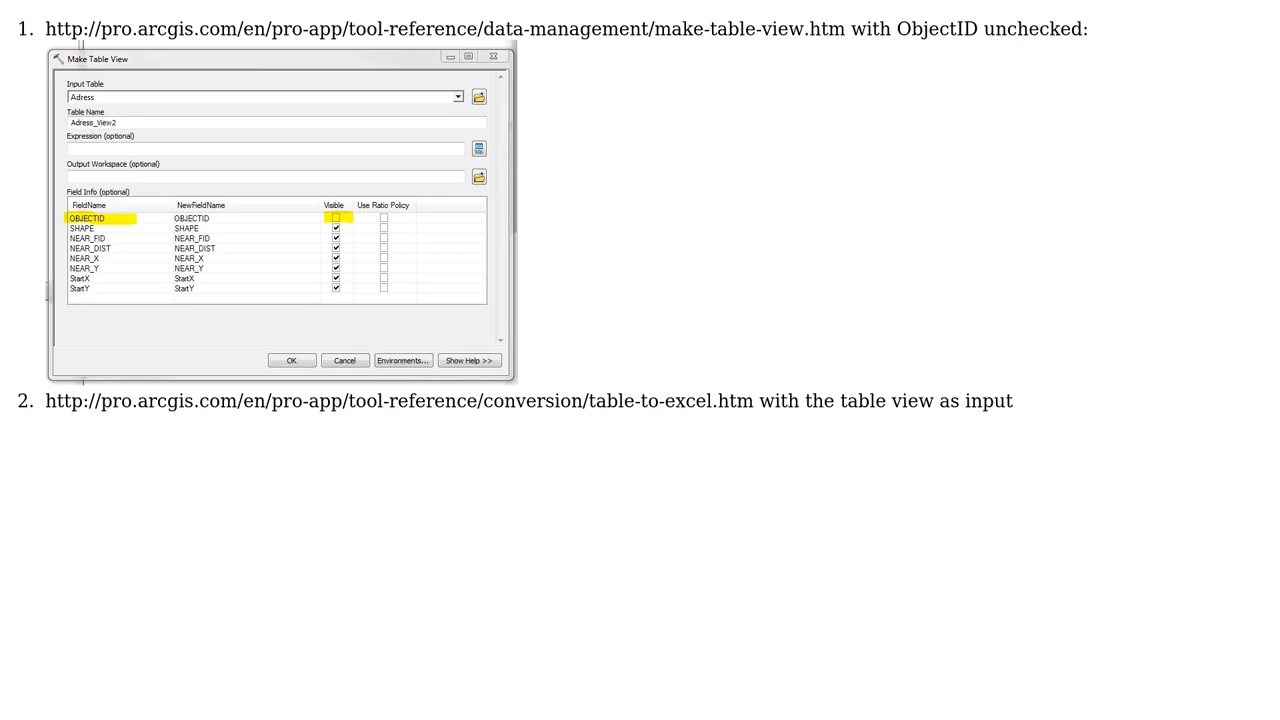 1. http://pro.arcgis.com/en/pro-app/tool-reference/data-management/make-table-view.htm with ObjectID unchecked:
Make Table View
Input Table
Adress
Table Name
Adress_View2
Expression (optional)
SQL
Output Workspace (optional)
Field Info (optional)
FieldName NewFieldName Visible Use Ratio Policy
OBJECTID OBJECTID
SHAPE SHAPE
NEAR_FID NEAR_FID
NEAR_DIST NEAR_DIST
NEAR_X NEAR_X
NEAR_Y NEAR_Y
StartX StartX
StartY StartY
OK Cancel Environments... Show Help >>
2. http://pro.arcgis.com/en/pro-app/tool-reference/conversion/table-to-excel.htm with the table view as input